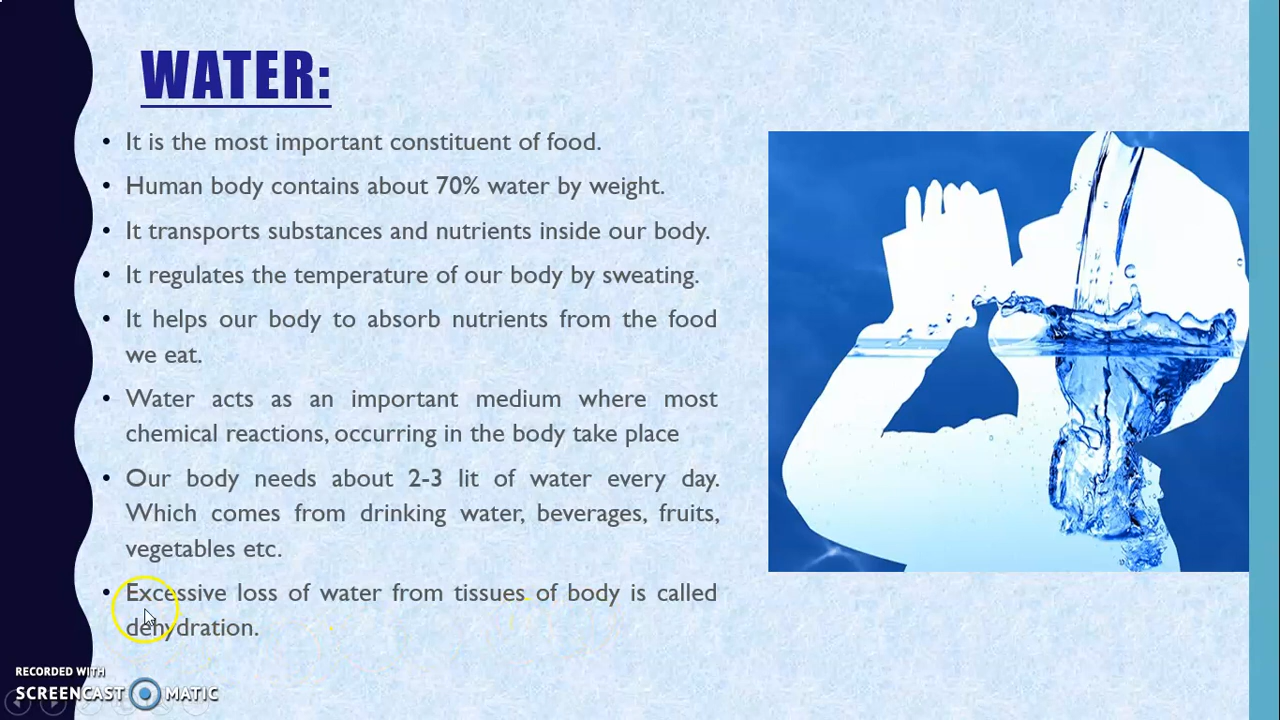 WATER:
• It is the most important constituent of food.
• Human body contains about 70% water by weight.
• It transports substances and nutrients inside our body.
• It regulates the temperature of our body by sweating.
• It helps our body to absorb nutrients from the food
we eat.
• Water acts as an important medium where most
chemical reactions, occurring in the body take place
• Our body needs about 2-3 lit of water every day.
Which comes from drinking water, beverages, fruits,
vegetables etc.
• Excessive loss of water from tissues of body is called
dehydration.
RECORDED WITH
SCREENCAST MATIC